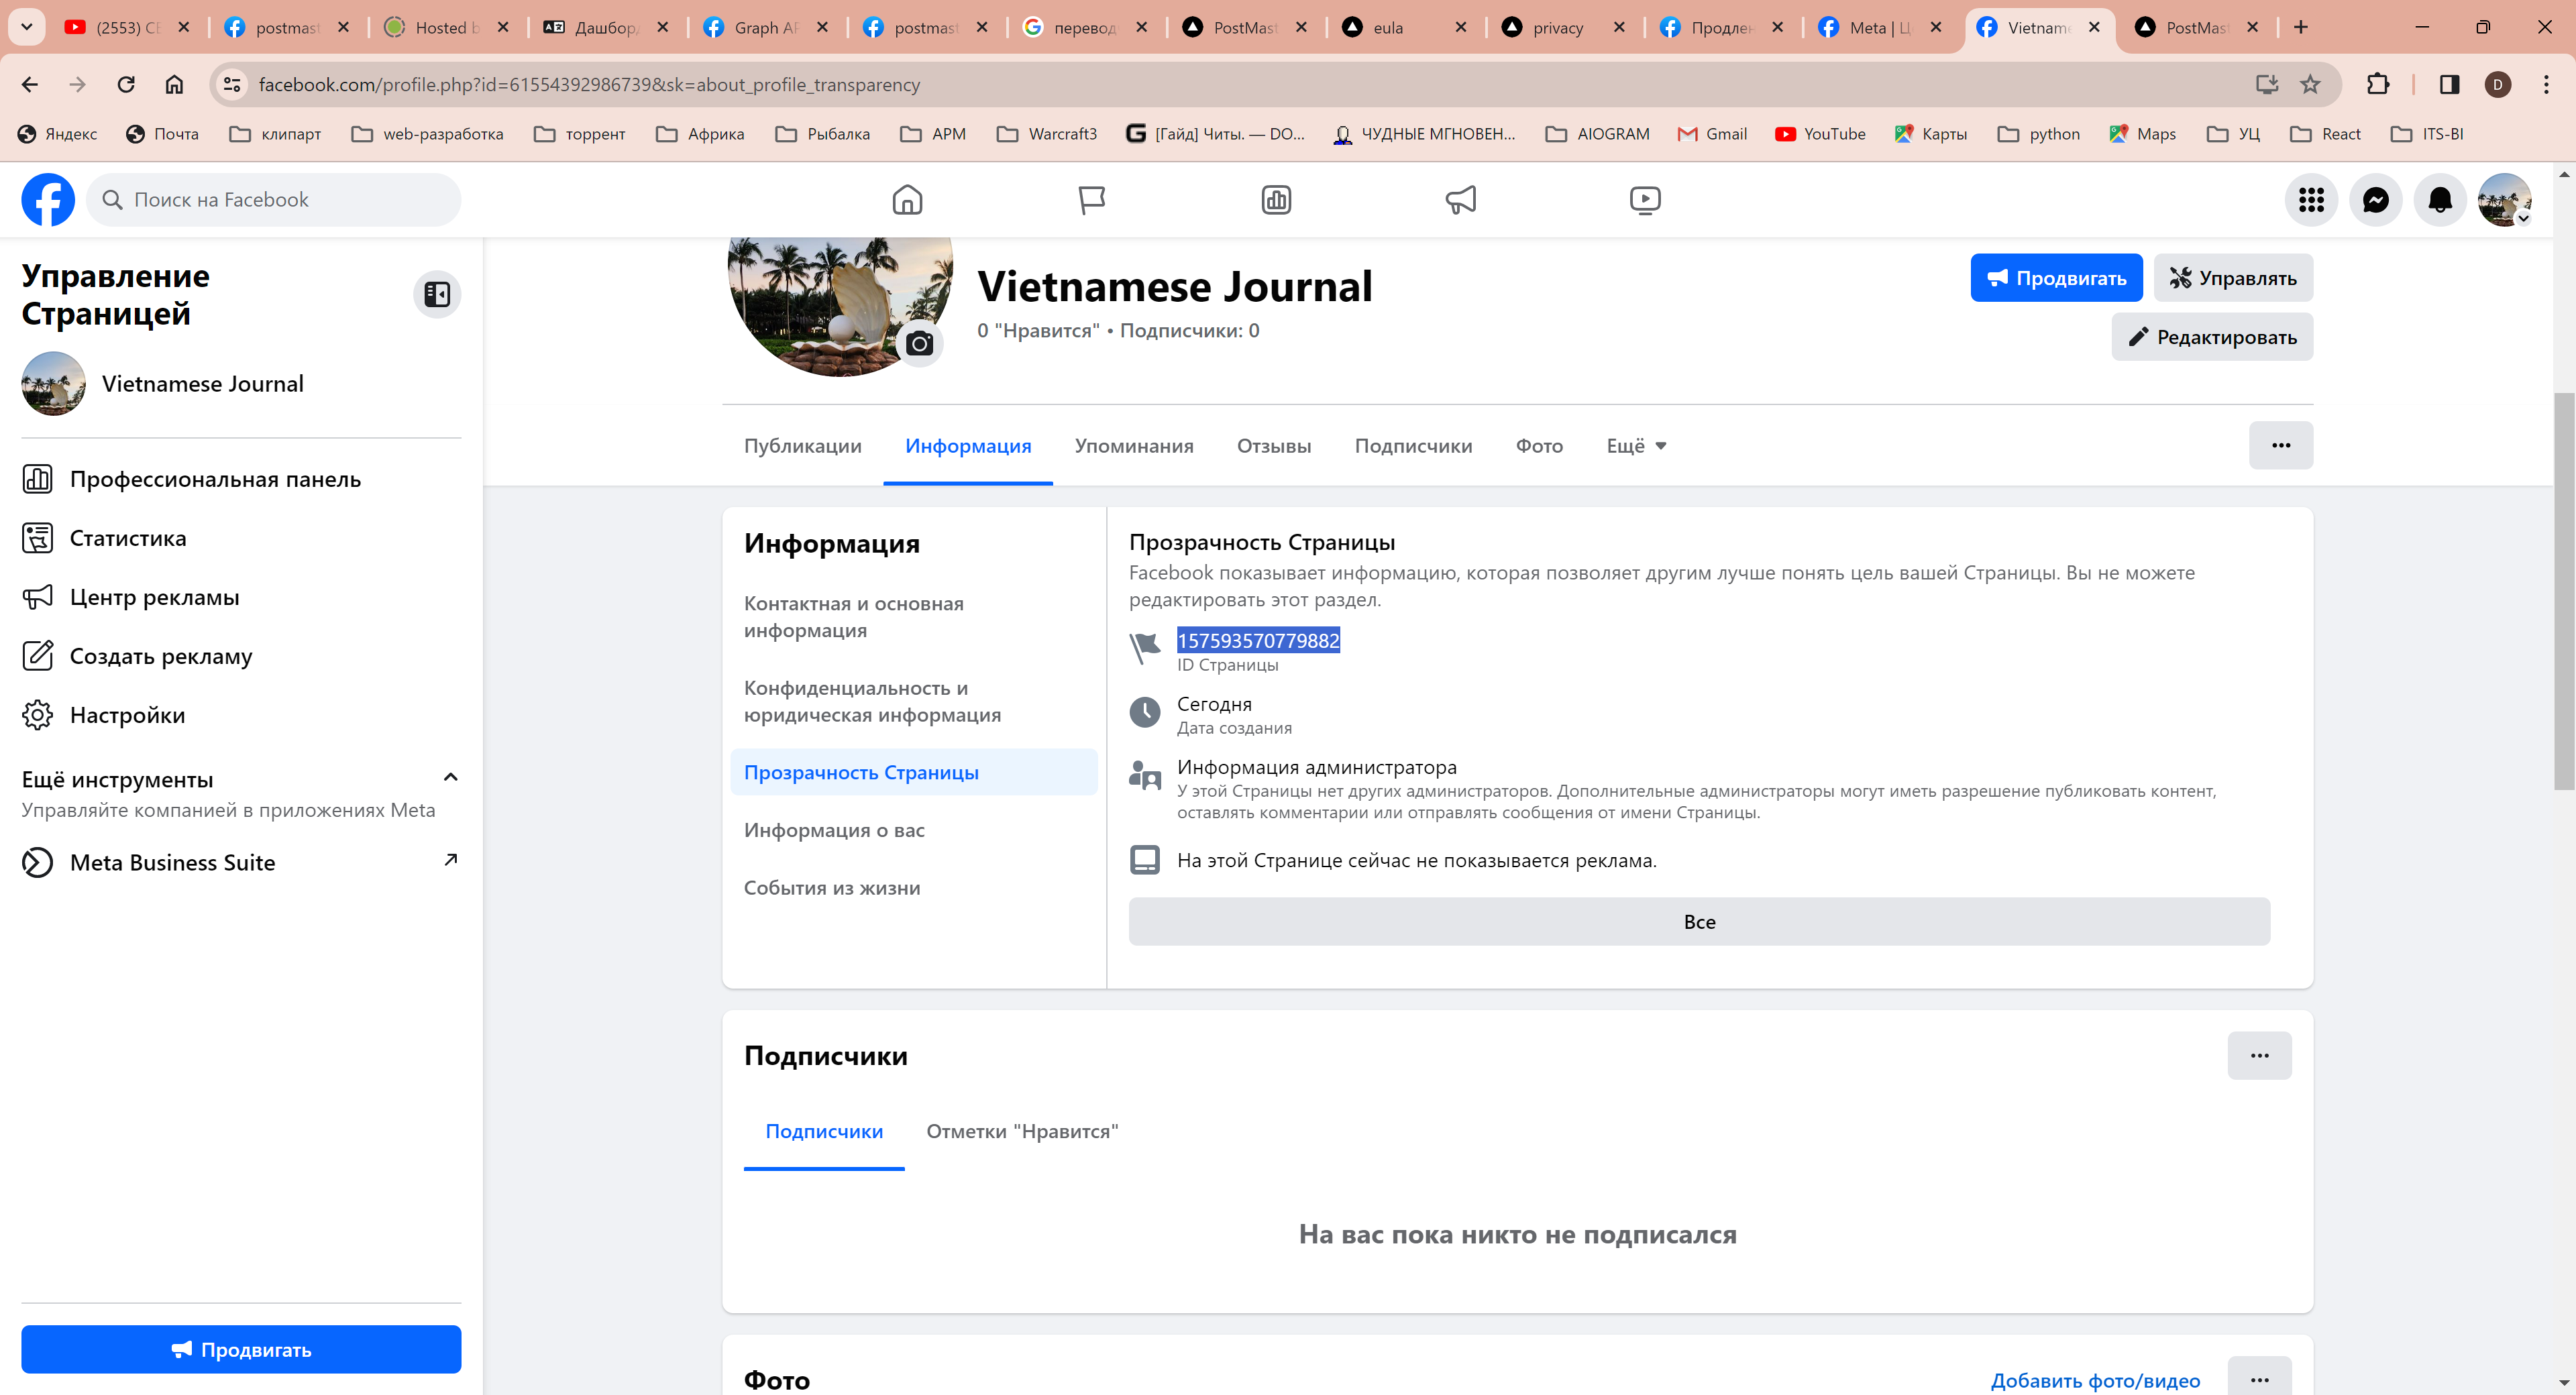 (2553) СЕ
postmast
Hosted b
Дашборд
Graph AP
postmast
перевод
PostMast
eula
privacy
Продлен
Meta | Ц
Vietnam
PostMast
facebook.com/profile.php?id=61554392986739&sk=about_profile_transparency
D
Яндекс
Почта
клипарт
web-разработка
торрент
Африка
Рыбалка
АРМ
Warcraft3
[Гайд] Читы. — DO...
ЧУДНЫЕ МГНОВЕН...
AIOGRAM
Gmail
YouTube
Карты
python
Maps
УЦ
React
ITS-BI
Поиск на Facebook
Управление
Страницей
Vietnamese Journal
Профессиональная панель
Статистика
Центр рекламы
Создать рекламу
Настройки
Ещё инструменты
Управляйте компанией в приложениях Meta
Meta Business Suite
Продвигать
Vietnamese Journal
0 "Нравится" • Подписчики: 0
Продвигать
Управлять
Редактировать
Публикации
Информация
Упоминания
Отзывы
Подписчики
Фото
Ещё
Информация
Контактная и основная
информация
Конфиденциальность и
юридическая информация
Прозрачность Страницы
Информация о вас
События из жизни
Прозрачность Страницы
Facebook показывает информацию, которая позволяет другим лучше понять цель вашей Страницы. Вы не можете
редактировать этот раздел.
157593570779882
ID Страницы
Сегодня
Дата создания
Информация администратора
У этой Страницы нет других администраторов. Дополнительные администраторы могут иметь разрешение публиковать контент,
оставлять комментарии или отправлять сообщения от имени Страницы.
На этой Странице сейчас не показывается реклама.
Все
Подписчики
Подписчики
Отметки "Нравится"
На вас пока никто не подписался
Фото
Добавить фото/видео